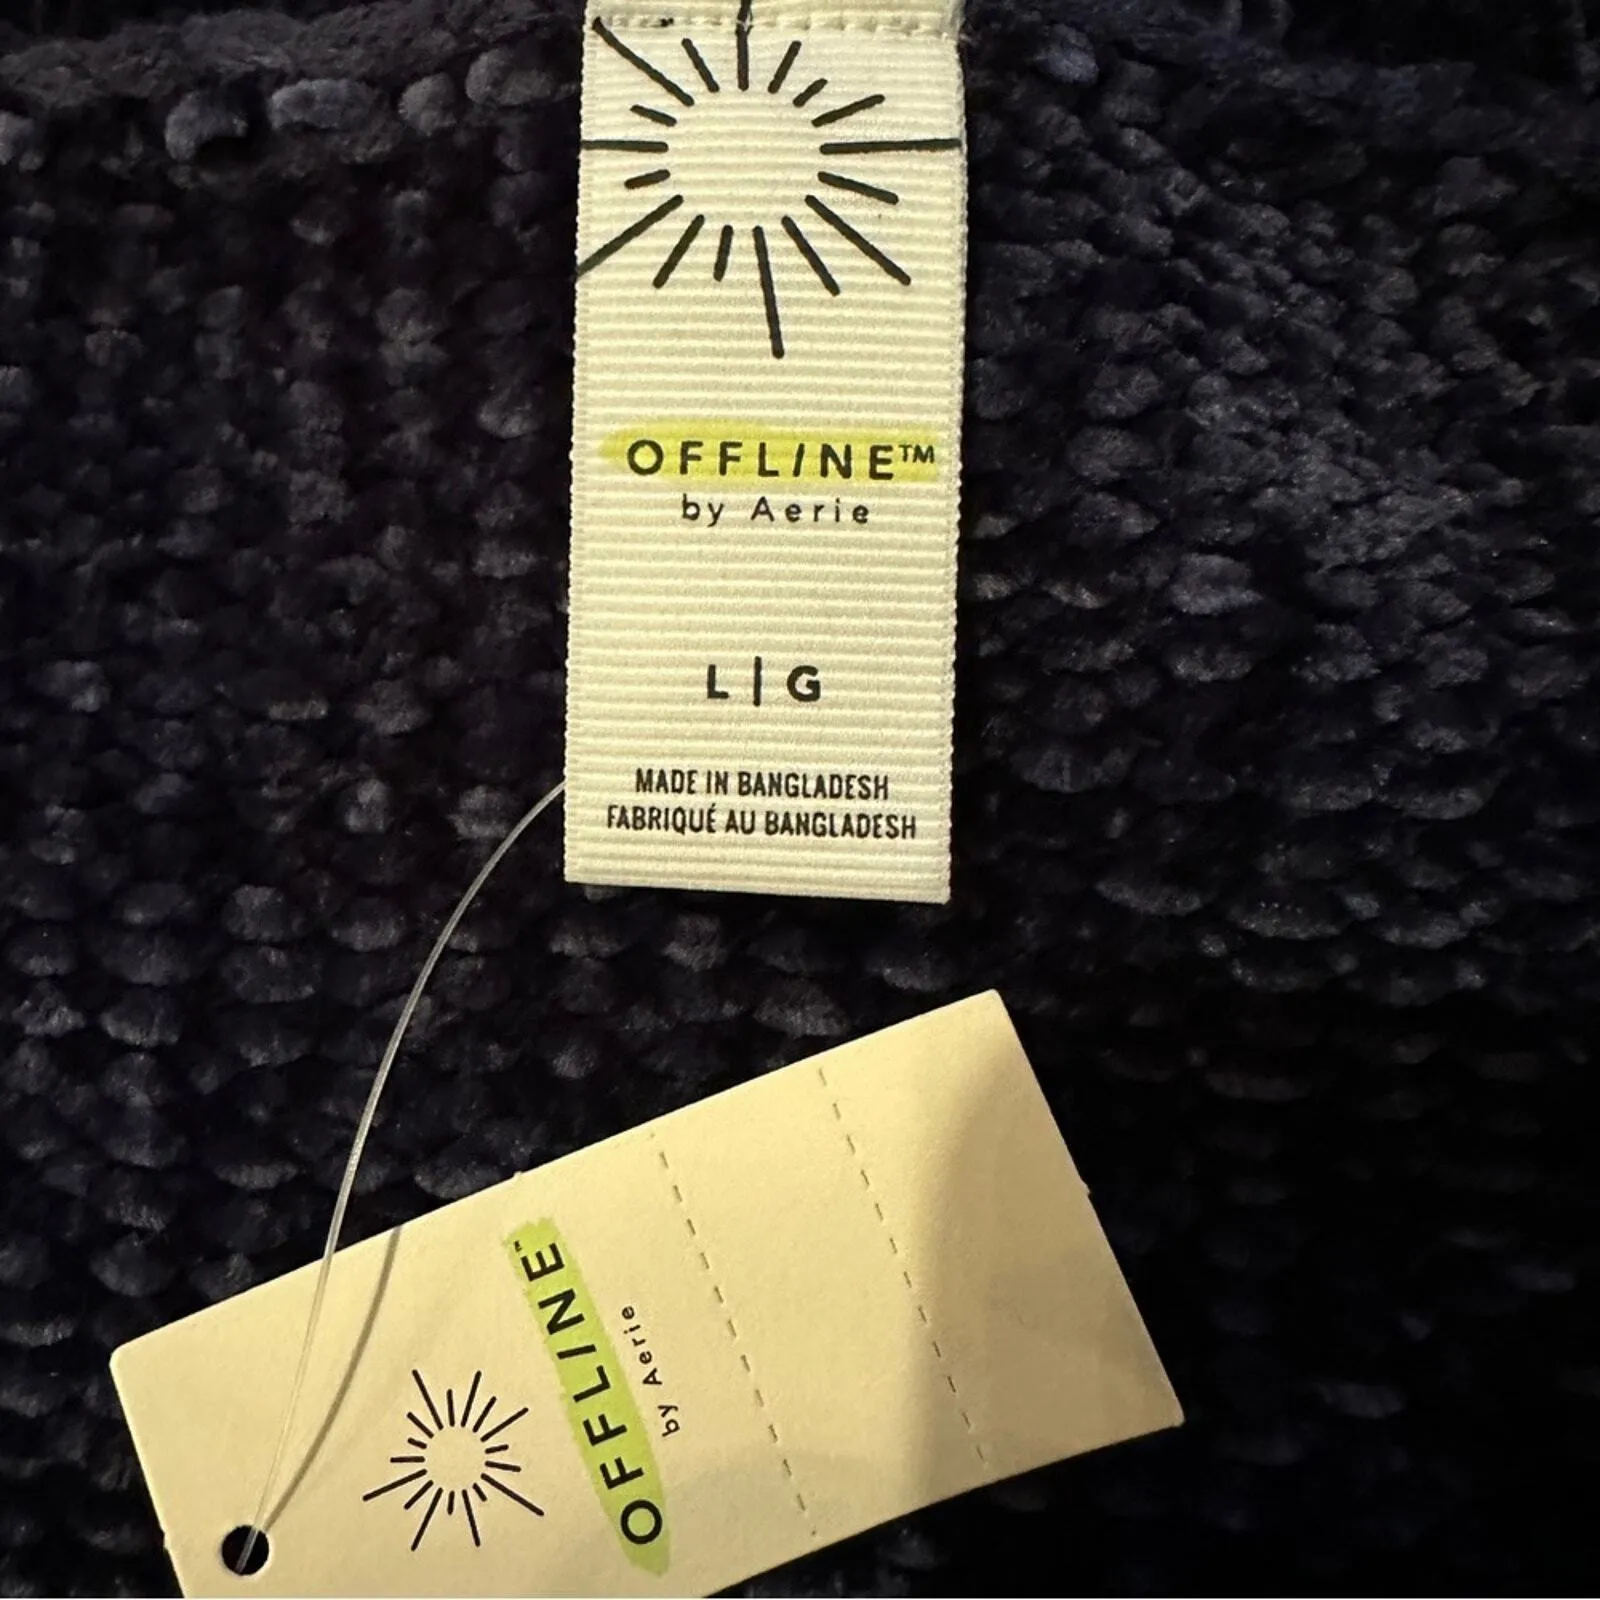 OFFLINE™
by Aerie
L|G
MADE IN BANGLADESH
FABRIQUÉ AU BANGLADESH
OFFLINE™
by Aerie